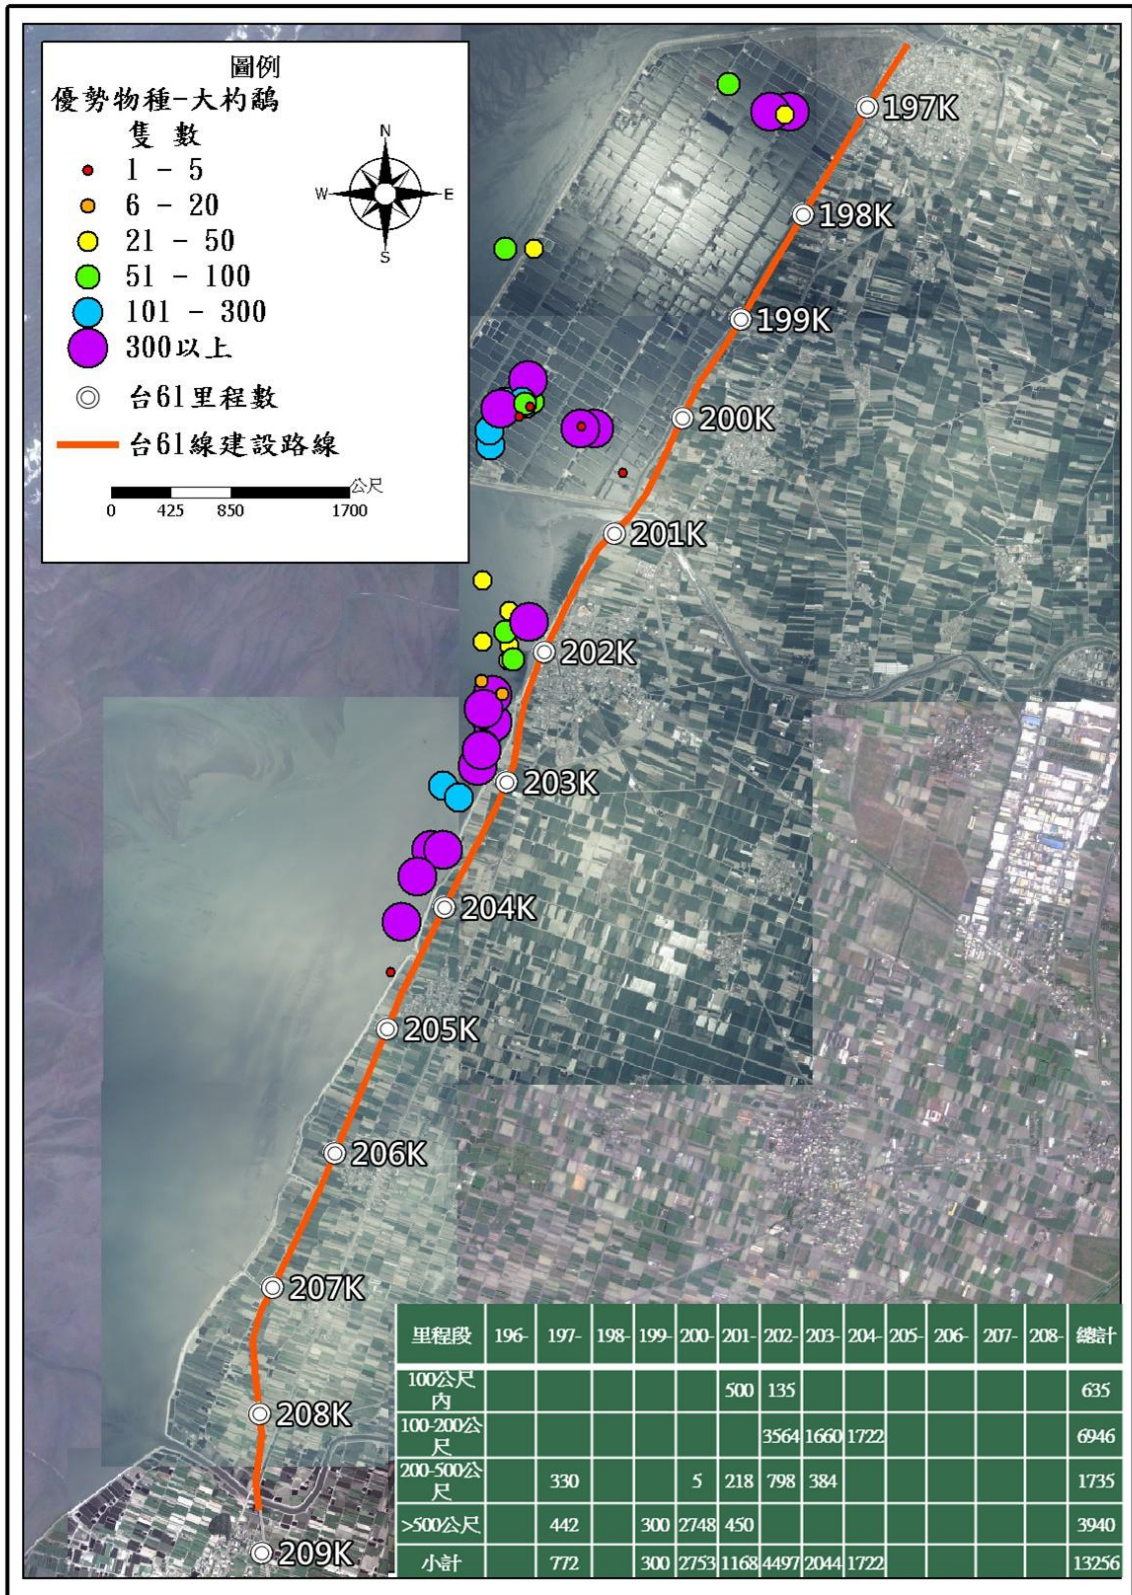 圖例
優勢物種-大杓鷸
隻 數
1 - 5
6 - 20
21 - 50
51 - 100
101 - 300
300以上
台61里程數
台61線建設路線
公尺
0 425 850 1700
N
W E
S
197K
198K
199K
200K
201K
202K
203K
204K
205K
206K
207K
208K
209K
里程段 196- 197- 198- 199- 200- 201- 202- 203- 204- 205- 206- 207- 208- 總計
100公尺內 500 135 635
100-200公尺 3564 1660 1722 6946
200-500公尺 330 5 218 798 384 1735
>500公尺 442 300 2748 450 3940
小計 772 300 2753 1168 4497 2044 1722 13256